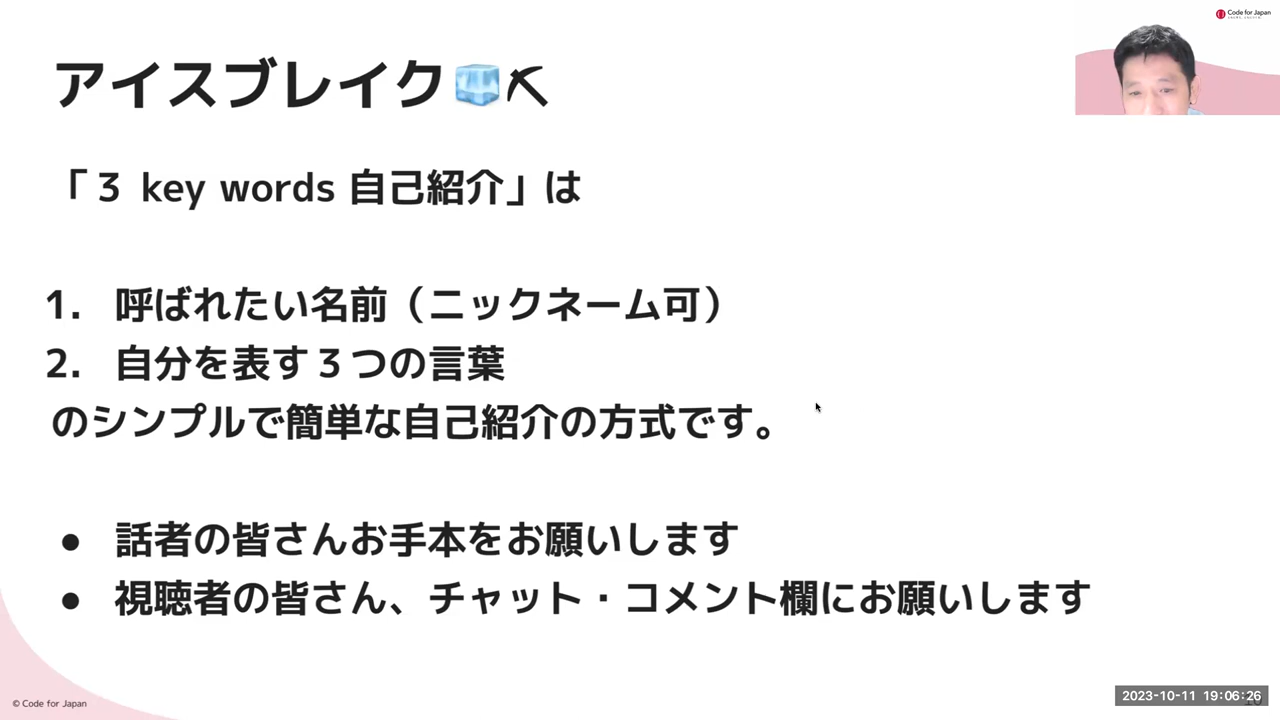 Code for Japan
アイスブレイク🧊⛏
「３ key words 自己紹介」は
1. 呼ばれたい名前（ニックネーム可）
2. 自分を表す３つの言葉
のシンプルで簡単な自己紹介の方式です。
● 話者の皆さんお手本をお願いします
● 視聴者の皆さん、チャット・コメント欄にお願いします
© Code for Japan
2023-10-11 19:06:26